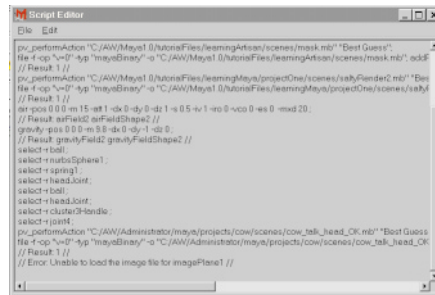 Script Editor
File Edit
pv_performAction "C:/AW/Maya1.0/tutorialFiles/learningArtisan/scenes/mask.mb" "Best Guess";
file -f -op "v=0" -typ "mayaBinary" -o "C:/AW/Maya1.0/tutorialFiles/learningArtisan/scenes/mask.mb"; addR
// Result: 1 //
pv_performAction "C:/AW/Maya1.0/tutorialFiles/learningMaya/projectOne/scenes/saltyRender2.mb" "Bes
file -f -op "v=0" -typ "mayaBinary" -o "C:/AW/Maya1.0/tutorialFiles/learningMaya/projectOne/scenes/salty
// Result: 1 //
air -pos 0 0 0 -m 15 -att 1 -dx 0 -dy 0 -dz 1 -s 0.5 -iv 1 -iro 0 -vco 0 -es 0 -mxd 20 ;
// Result: airField2 airFieldShape2 //
gravity -pos 0 0 0 -m 9.8 -dx 0 -dy -1 -dz 0 ;
// Result: gravityField2 gravityFieldShape2 //
select -r ball ;
select -r nurbsSphere1 ;
select -r spring1 ;
select -r headJoint ;
select -r ball ;
select -r headJoint ;
select -r cluster3Handle ;
select -r joint4 ;
pv_performAction "C:/AW/Administrator/maya/projects/cow/scenes/cow_talk_head_OK.mb" "Best Guess
file -f -op "v=0" -typ "mayaBinary" -o "C:/AW/Administrator/maya/projects/cow/scenes/cow_talk_head_OK
// Result: 1 //
// Error: Unable to load the image file for imagePlane1 //